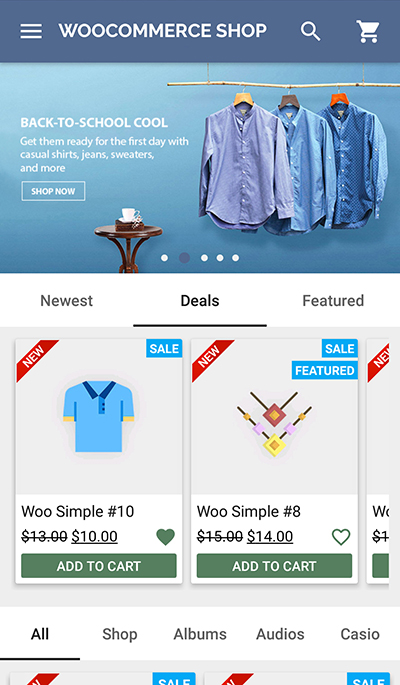 WOOCOMMERCE SHOP
BACK-TO-SCHOOL COOL
Get them ready for the first day with
casual shirts, jeans, sweaters,
and more
SHOP NOW
Newest Deals Featured
NEW SALE NEW SALE NEW
FEATURED
Woo Simple #10 Woo Simple #8
$13.00 $10.00 $15.00 $14.00
ADD TO CART ADD TO CART
All Shop Albums Audios Casio
SALE SALE